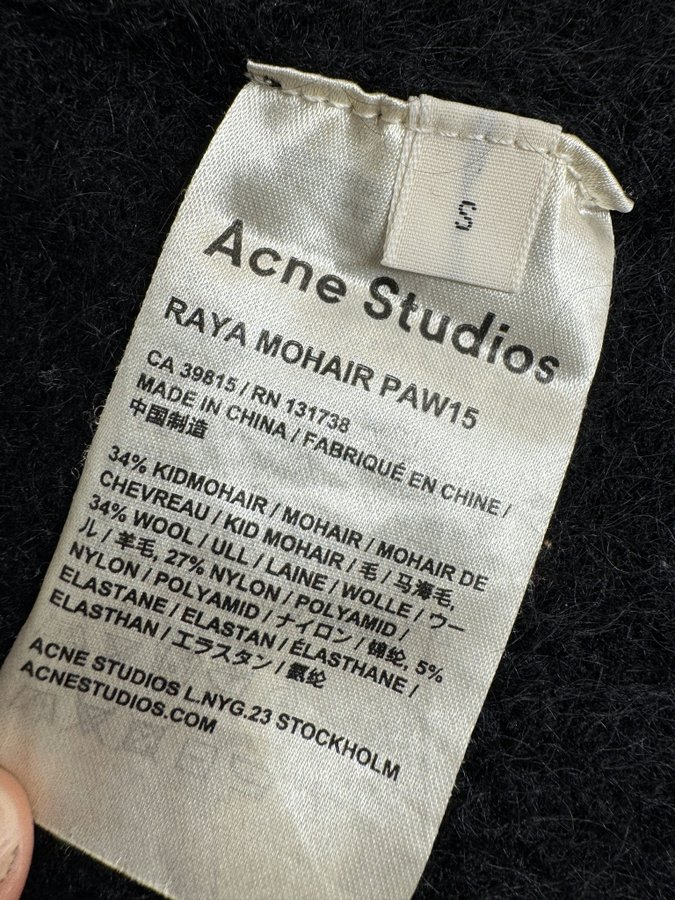 S
Acne Studios
RAYA MOHAIR PAW15
CA 39815 / RN 131738
MADE IN CHINA / FABRIQUÉ EN CHINE /
中国制造
34% KIDMOHAIR / MOHAIR / MOHAIR DE
CHEVREAU / KID MOHAIR / 毛 / 马海毛,
34% WOOL / ULL / LAINE / WOLLE / ウー
ル / 羊毛, 27% NYLON / POLYAMID /
NYLON / POLYAMID / ナイロン / 锦纶, 5%
ELASTANE / ELASTAN / ÉLASTHANE /
ELASTHAN / エラスタン / 氨纶
ACNE STUDIOS L.NYG.23 STOCKHOLM
ACNESTUDIOS.COM